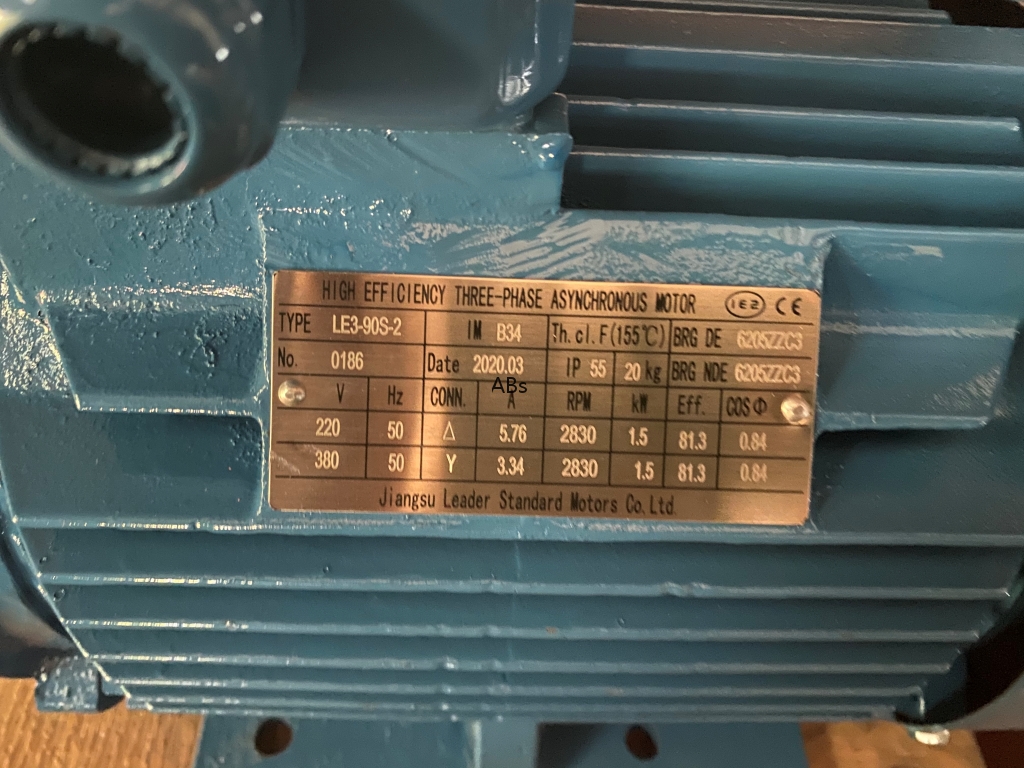 HIGH EFFICIENCY THREE-PHASE ASYNCHRONOUS MOTOR IE2 CE
TYPE LE3-90S-2 IM B34 Th.cl.F(155℃) BRG DE 6205ZZC3
No. 0186 Date 2020.03 IP 55 20 kg BRG NDE 6205ZZC3
ABs
V Hz CONN. A RPM kW Eff. COSΦ
220 50 Δ 5.76 2830 1.5 81.3 0.84
380 50 Y 3.34 2830 1.5 81.3 0.84
Jiangsu Leader Standard Motors Co.Ltd.